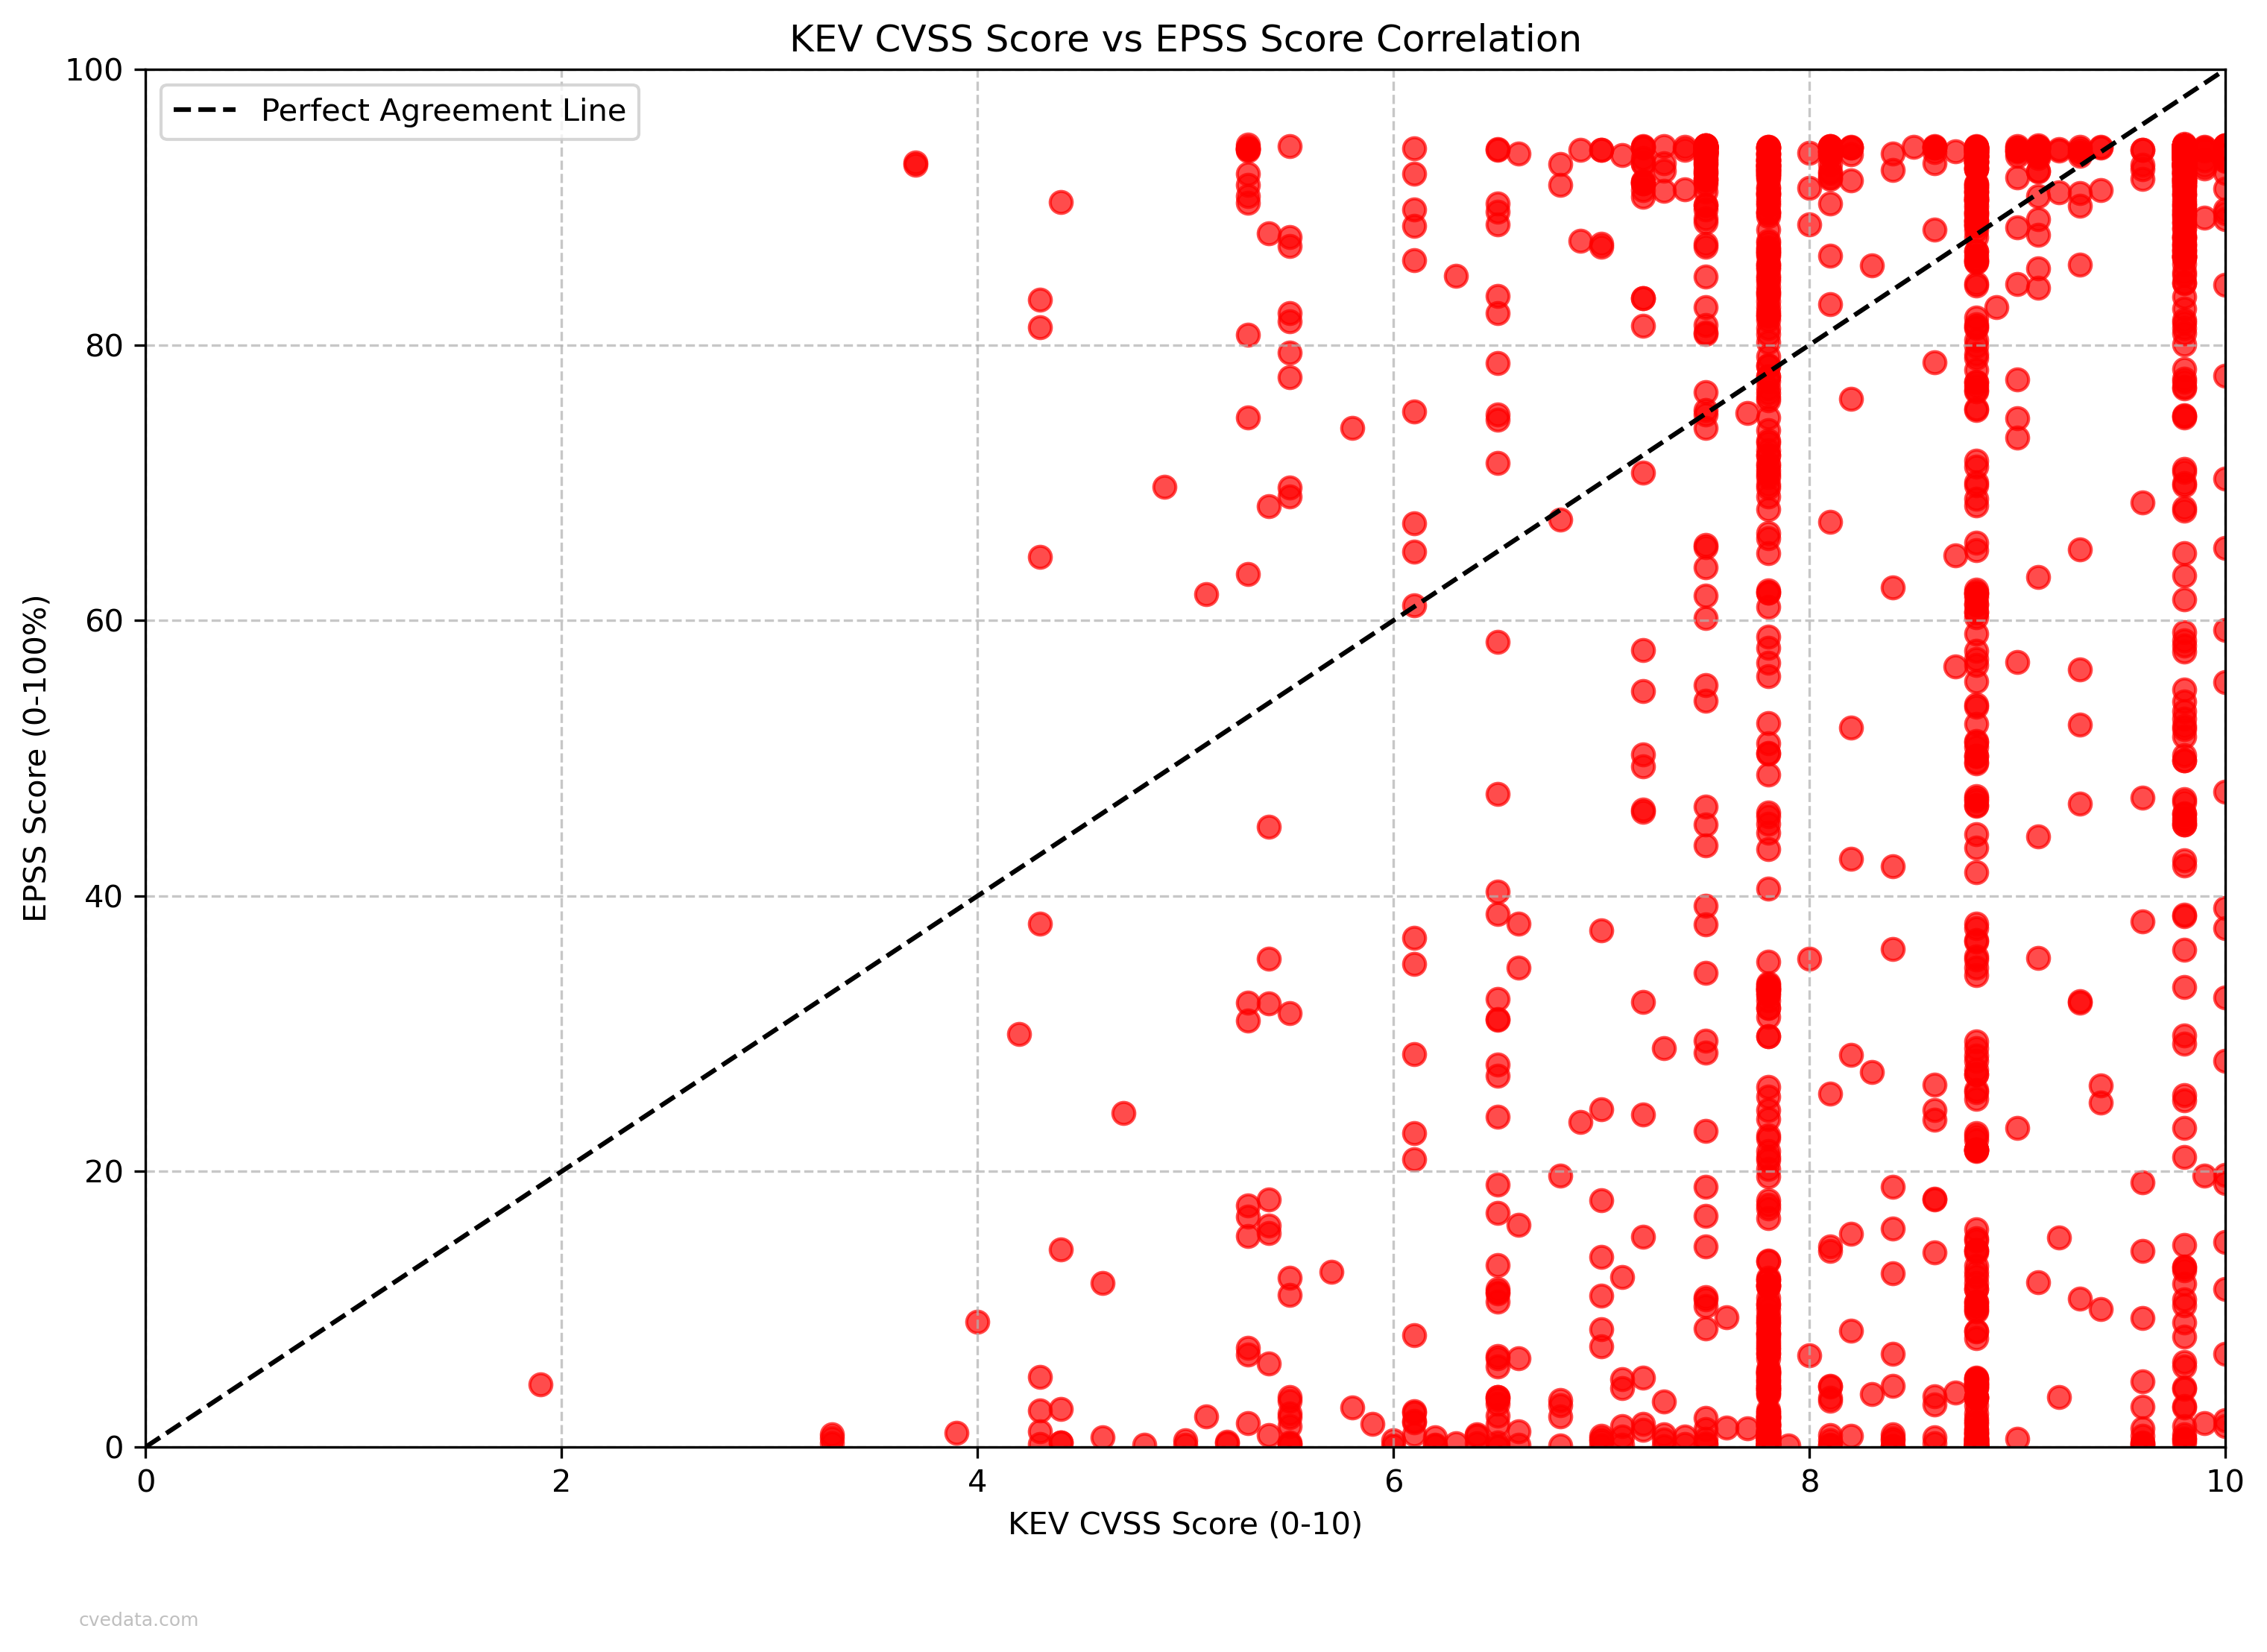 KEV CVSS Score vs EPSS Score Correlation
100
Perfect Agreement Line
80
60
40
20
0
EPSS Score (0-100%)
0 2 4 6 8 10
KEV CVSS Score (0-10)
cvedata.com